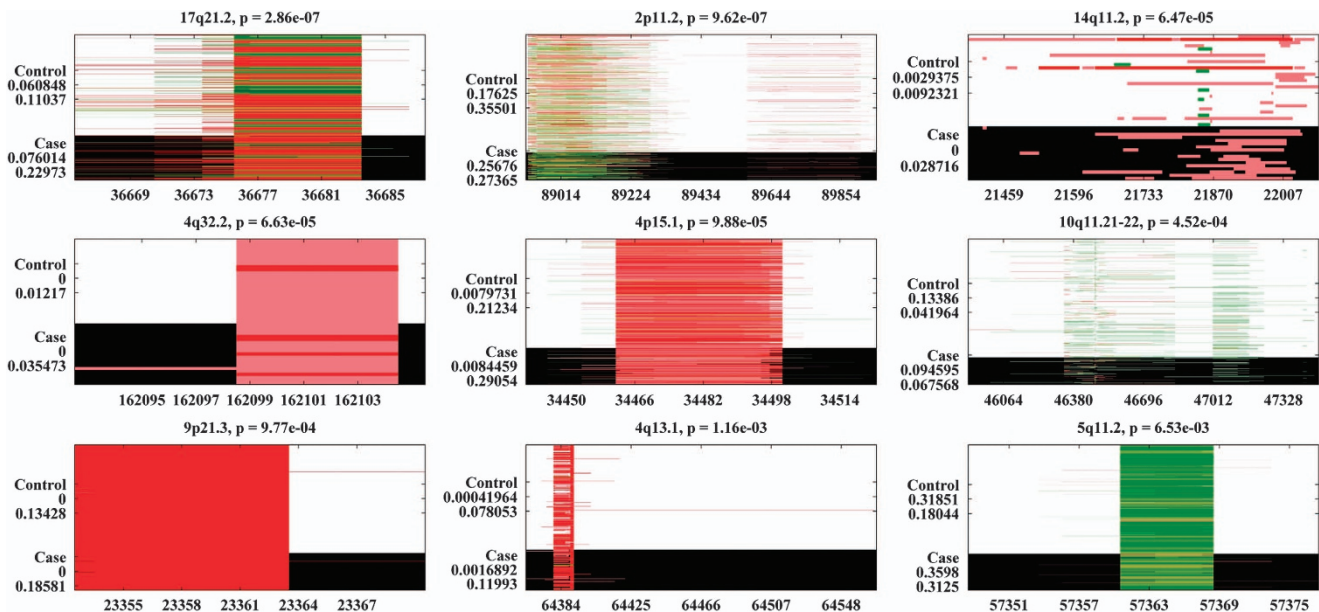 17q21.2, p = 2.86e-07
Control
0.060848
0.11037
Case
0.076014
0.22973
36669 36673 36677 36681 36685
2p11.2, p = 9.62e-07
Control
0.17625
0.35501
Case
0.25676
0.27365
89014 89224 89434 89644 89854
14q11.2, p = 6.47e-05
Control
0.0029375
0.0092321
Case
0
0.028716
21459 21596 21733 21870 22007
4q32.2, p = 6.63e-05
Control
0
0.01217
Case
0
0.035473
162095 162097 162099 162101 162103
4p15.1, p = 9.88e-05
Control
0.0079731
0.21234
Case
0.0084459
0.29054
34450 34466 34482 34498 34514
10q11.21-22, p = 4.52e-04
Control
0.13386
0.041964
Case
0.094595
0.067568
46064 46380 46696 47012 47328
9p21.3, p = 9.77e-04
Control
0
0.13428
Case
0
0.18581
23355 23358 23361 23364 23367
4q13.1, p = 1.16e-03
Control
0.00041964
0.078053
Case
0.0016892
0.11993
64384 64425 64466 64507 64548
5q11.2, p = 6.53e-03
Control
0.31851
0.18044
Case
0.3598
0.3125
57351 57357 57363 57369 57375